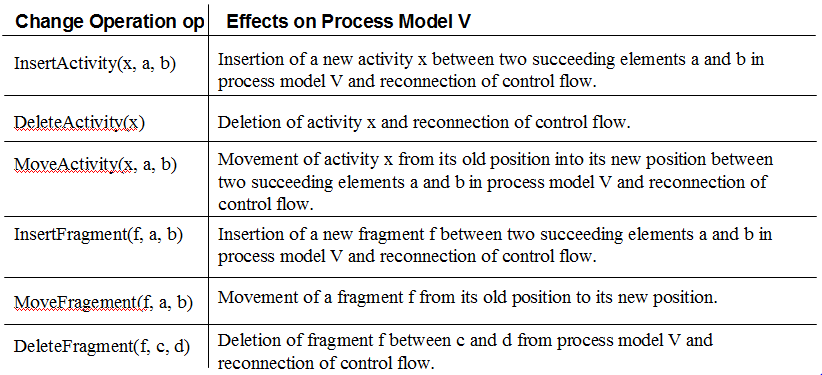 Change Operation op Effects on Process Model V
InsertActivity(x, a, b) Insertion of a new activity x between two succeeding elements a and b in
process model V and reconnection of control flow.
DeleteActivity(x) Deletion of activity x and reconnection of control flow.
MoveActivity(x, a, b) Movement of activity x from its old position into its new position between
two succeeding elements a and b in process model V and reconnection of
control flow.
InsertFragment(f, a, b) Insertion of a new fragment f between two succeeding elements a and b in
process model V and reconnection of control flow.
MoveFragement(f, a, b) Movement of a fragment f from its old position to its new position.
DeleteFragment(f, c, d) Deletion of fragment f between c and d from process model V and
reconnection of control flow.